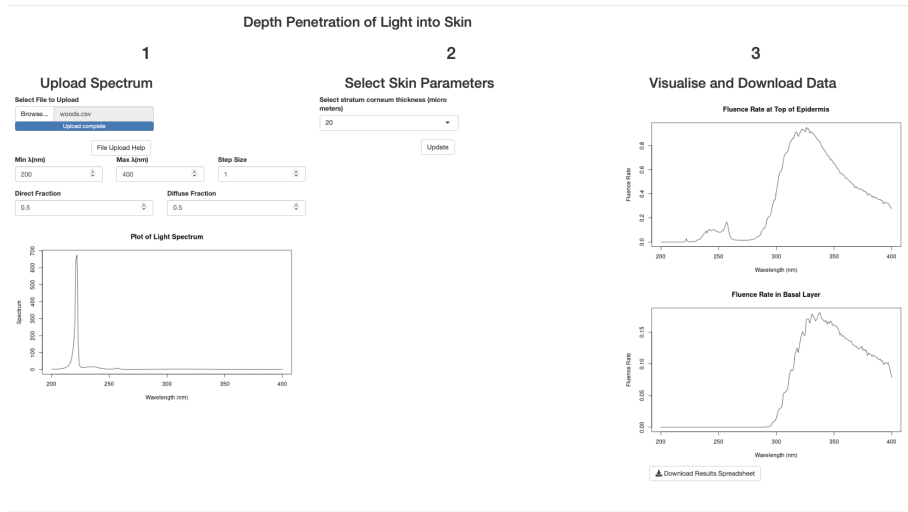 Depth Penetration of Light into Skin
1
Upload Spectrum
Select File to Upload
Browse... woods.csv
Upload complete
File Upload Help
Min λ(nm) Max λ(nm) Step Size
200 400 1
Direct Fraction Diffuse Fraction
0.5 0.5
Plot of Light Spectrum
Spectrum
700
600
500
400
300
200
100
0
200 250 300 350 400
Wavelength (nm)
2
Select Skin Parameters
Select stratum corneum thickness (micro
meters)
20
Update
3
Visualise and Download Data
Fluence Rate at Top of Epidermis
Fluence Rate
0.8
0.6
0.4
0.2
0.0
200 250 300 350 400
Wavelength (nm)
Fluence Rate in Basal Layer
Fluence Rate
0.15
0.10
0.05
0.00
200 250 300 350 400
Wavelength (nm)
Download Results Spreadsheet